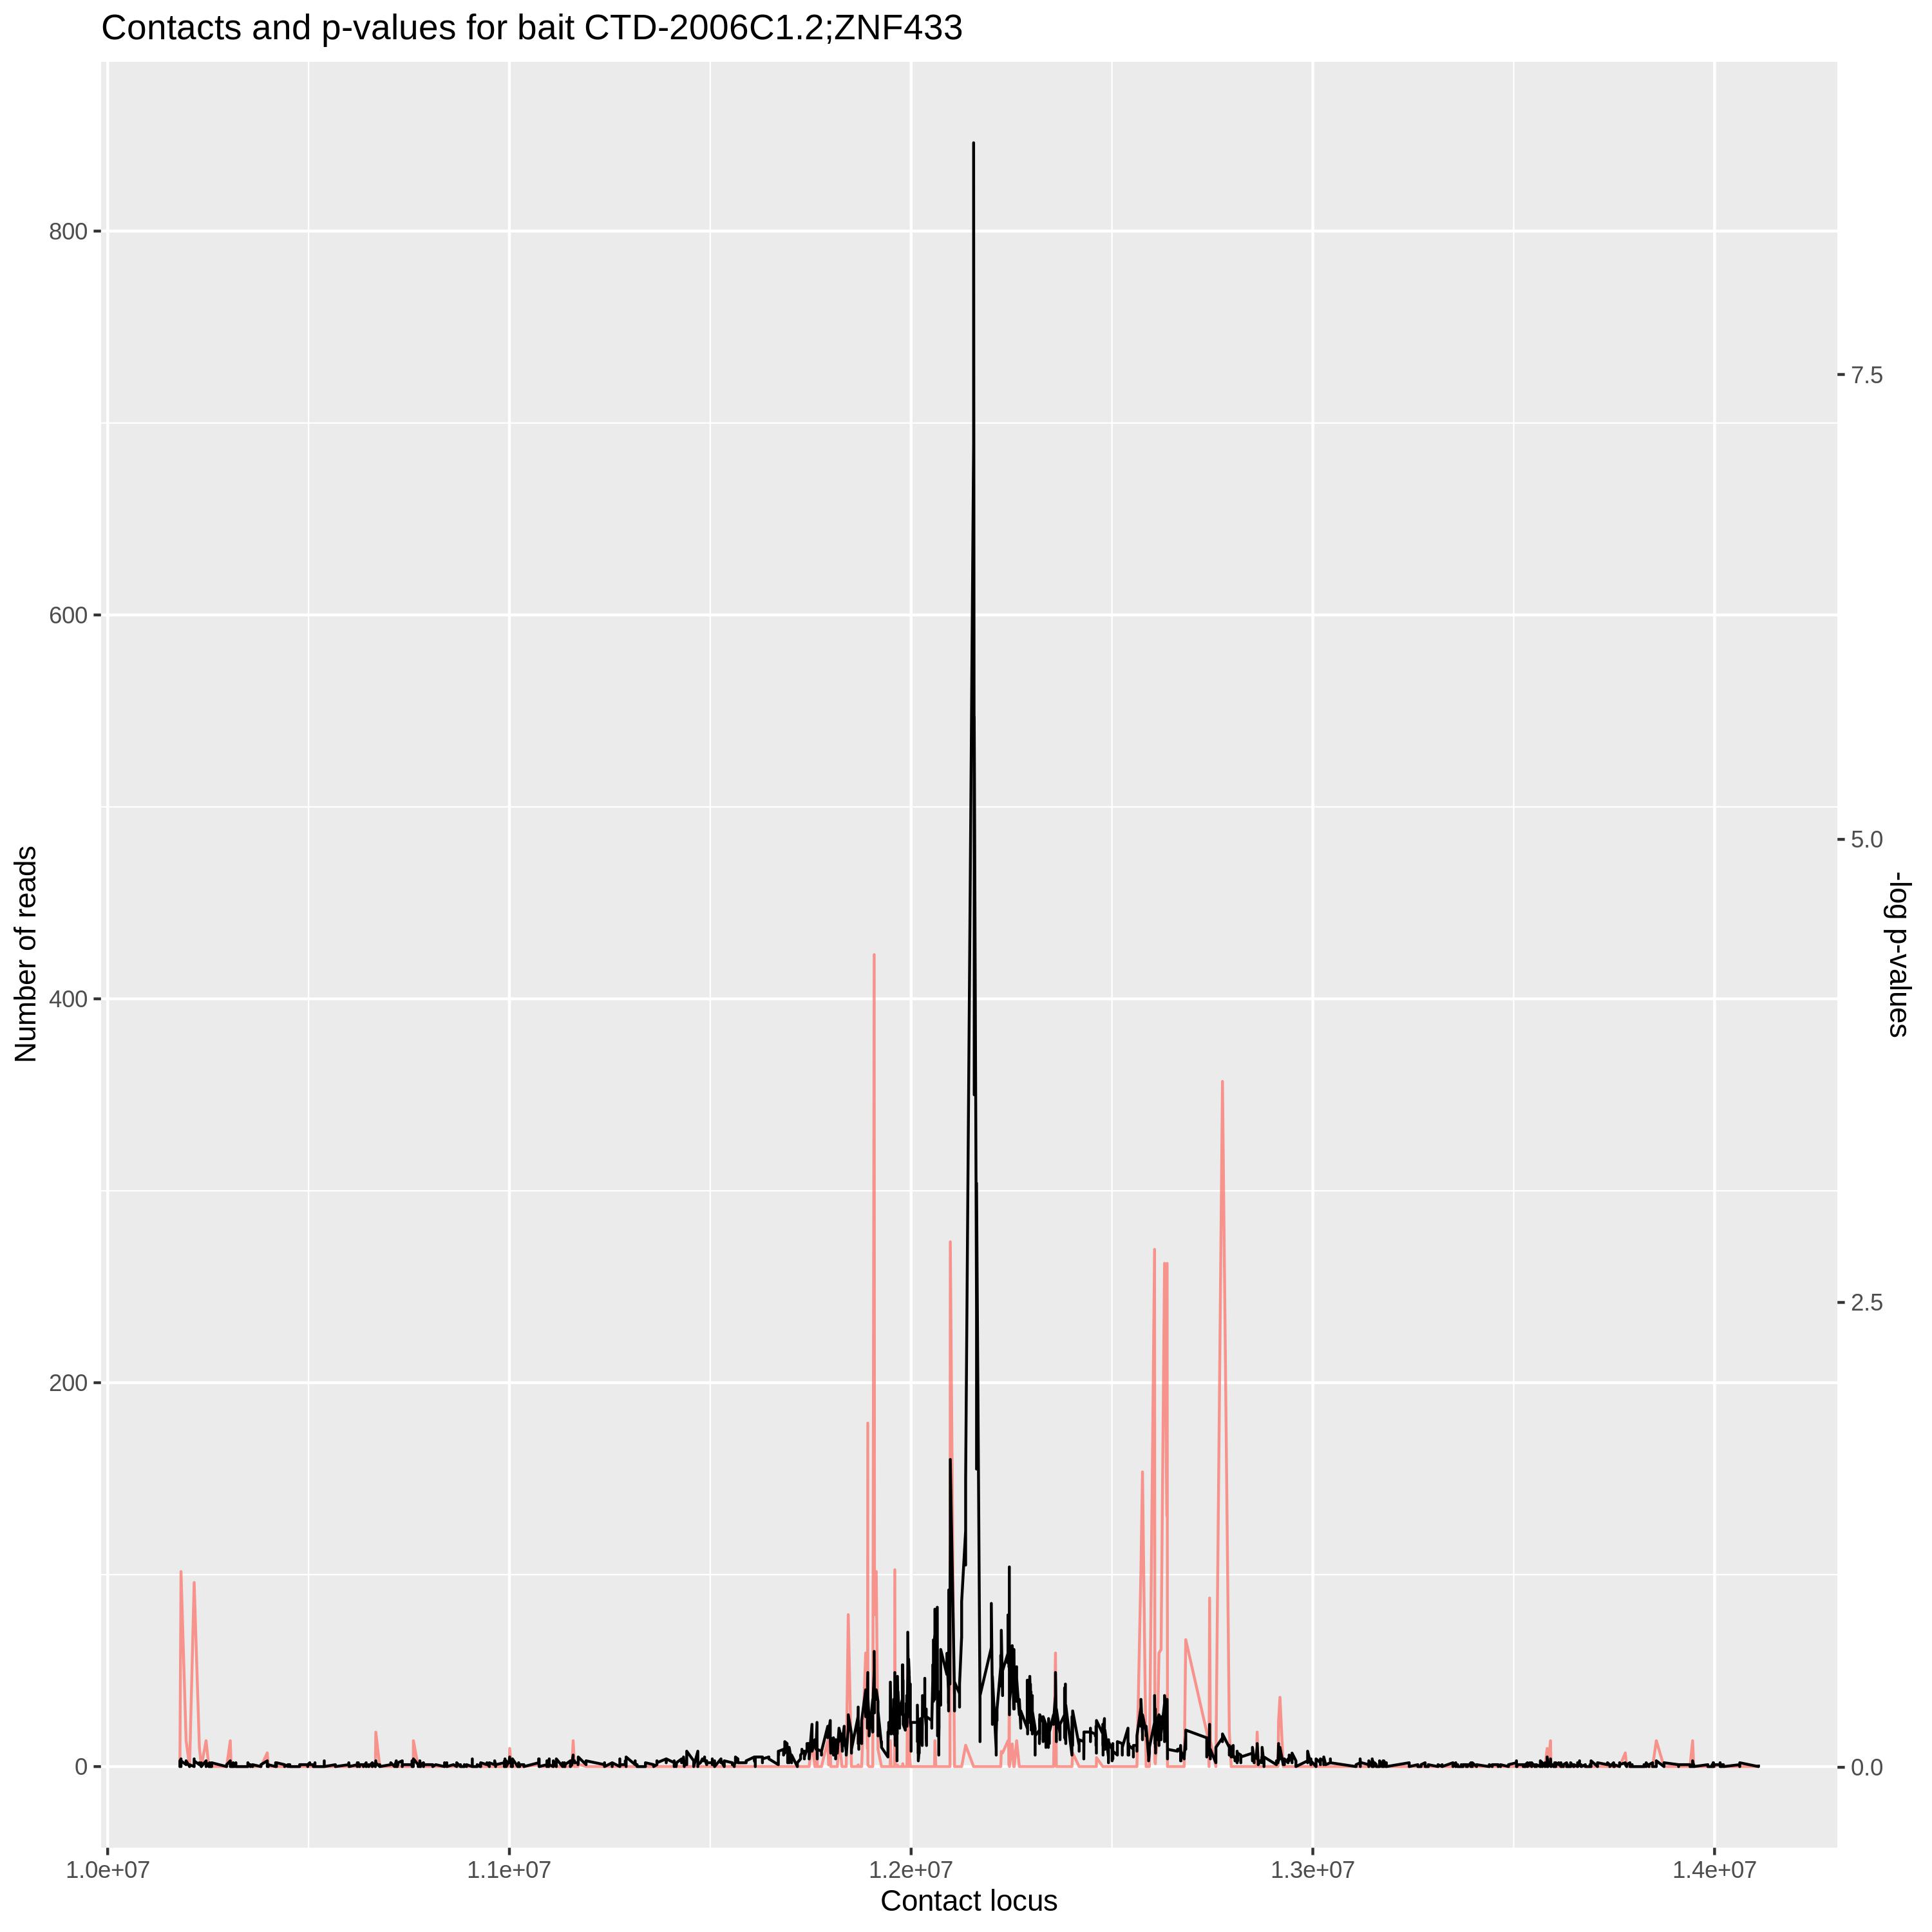 Contacts and p-values for bait CTD-2006C1.2;ZNF433
800
600
400
200
0
7.5
5.0
2.5
0.0
Number of reads
-log p-values
1.0e+07
1.1e+07
1.2e+07
1.3e+07
1.4e+07
Contact locus